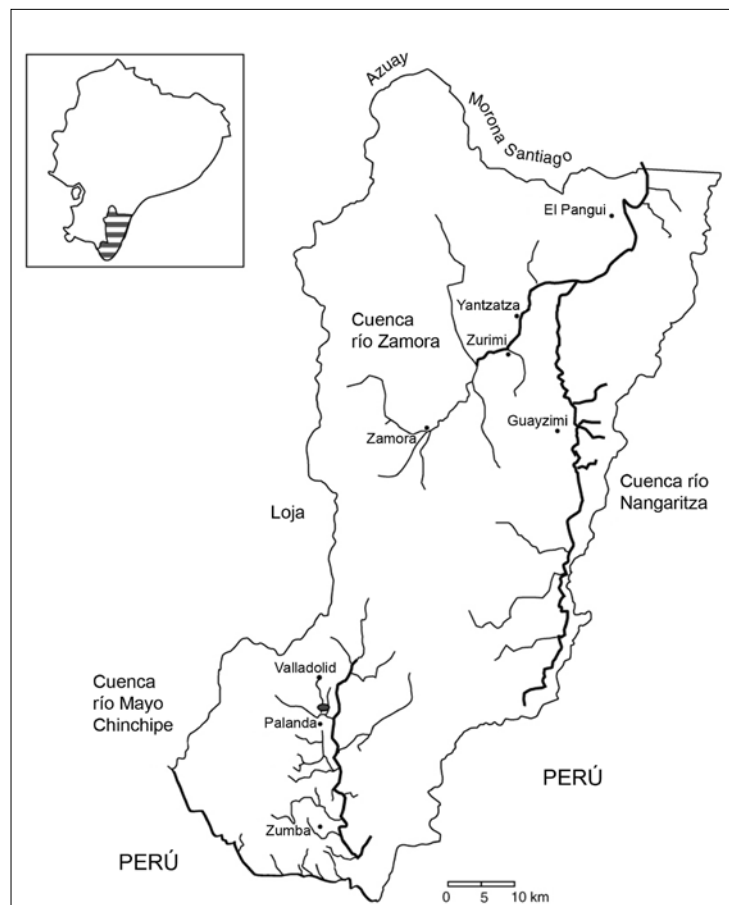 Azuay
Morona Santiago
El Pangui
Yantzatza
Cuenca
río Zamora
Zurimi
Guayzimi
Zamora
Cuenca río
Nangaritza
Loja
Valladolid
Cuenca
río Mayo
Chinchipe
Palanda
PERÚ
Zumba
PERÚ
0 5 10 km